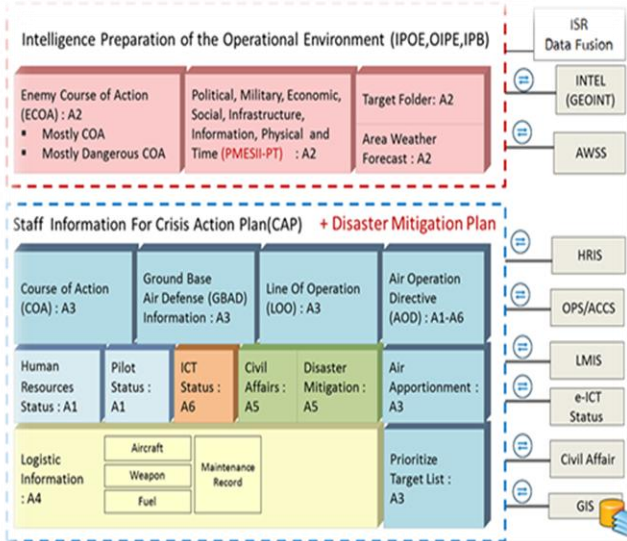 Intelligence Preparation of the Operational Environment (IPOE,OIPE,IPB)
Enemy Course of Action
(ECOA) : A2
▪ Mostly COA
▪ Mostly Dangerous COA
Political, Military, Economic,
Social, Infrastructure,
Information, Physical and
Time (PMESII-PT) : A2
Target Folder: A2
Area Weather
Forecast : A2
ISR
Data Fusion
INTEL
(GEOINT)
AWSS
Staff Information For Crisis Action Plan(CAP) + Disaster Mitigation Plan
Course of Action
(COA) : A3
Ground Base
Air Defense (GBAD)
Information : A3
Line Of Operation
(LOO) : A3
Air Operation
Directive
(AOD) : A1-A6
Human
Resources
Status : A1
Pilot
Status :
A1
ICT
Status :
A6
Civil
Affairs :
A5
Disaster
Mitigation :
A5
Air
Apportionment :
A3
Logistic
Information
: A4
Aircraft
Weapon
Fuel
Maintenance
Record
Prioritize
Target List :
A3
HRIS
OPS/ACCS
LMIS
e-ICT
Status
Civil Affair
GIS